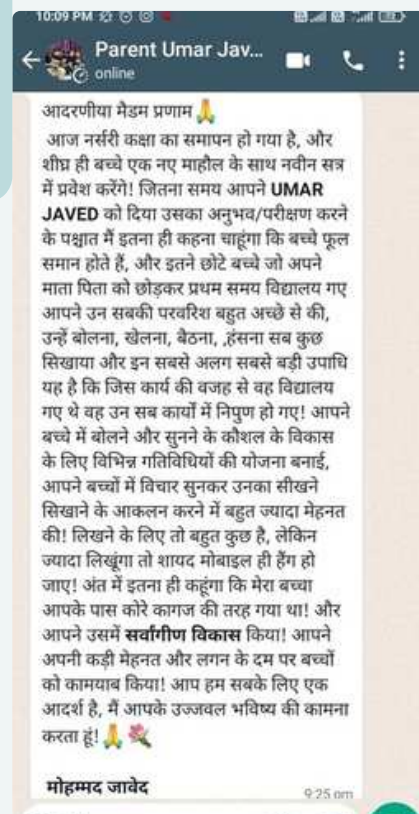 10:09 PM
Parent Umar Jav...
online
आदरणीया मैडम प्रणाम 🙏
आज नर्सरी कक्षा का समापन हो गया है, और
शीघ्र ही बच्चे एक नए माहौल के साथ नवीन सत्र
में प्रवेश करेंगे! जितना समय आपने UMAR
JAVED को दिया उसका अनुभव/परीक्षण करने
के पश्चात मैं इतना ही कहना चाहूंगा कि बच्चे फूल
समान होते हैं, और इतने छोटे बच्चे जो अपने
माता पिता को छोड़कर प्रथम समय विद्यालय गए
आपने उन सबकी परवरिश बहुत अच्छे से की,
उन्हें बोलना, खेलना, बैठना, ,हंसना सब कुछ
सिखाया और इन सबसे अलग सबसे बड़ी उपाधि
यह है कि जिस कार्य की वजह से वह विद्यालय
गए थे वह उन सब कार्यों में निपुण हो गए! आपने
बच्चे में बोलने और सुनने के कौशल के विकास
के लिए विभिन्न गतिविधियों की योजना बनाई,
आपने बच्चों में विचार सुनकर उनका सीखने
सिखाने के आकलन करने में बहुत ज्यादा मेहनत
की! लिखने के लिए तो बहुत कुछ है, लेकिन
ज्यादा लिखूंगा तो शायद मोबाइल ही हैंग हो
जाए! अंत में इतना ही कहूंगा कि मेरा बच्चा
आपके पास कोरे कागज की तरह गया था! और
आपने उसमें सर्वांगीण विकास किया! आपने
अपनी कड़ी मेहनत और लगन के दम पर बच्चों
को कामयाब किया! आप हम सबके लिए एक
आदर्श है, मैं आपके उज्जवल भविष्य की कामना
करता हूं! 🙏 🌹
मोहम्मद जावेद
9:25 pm